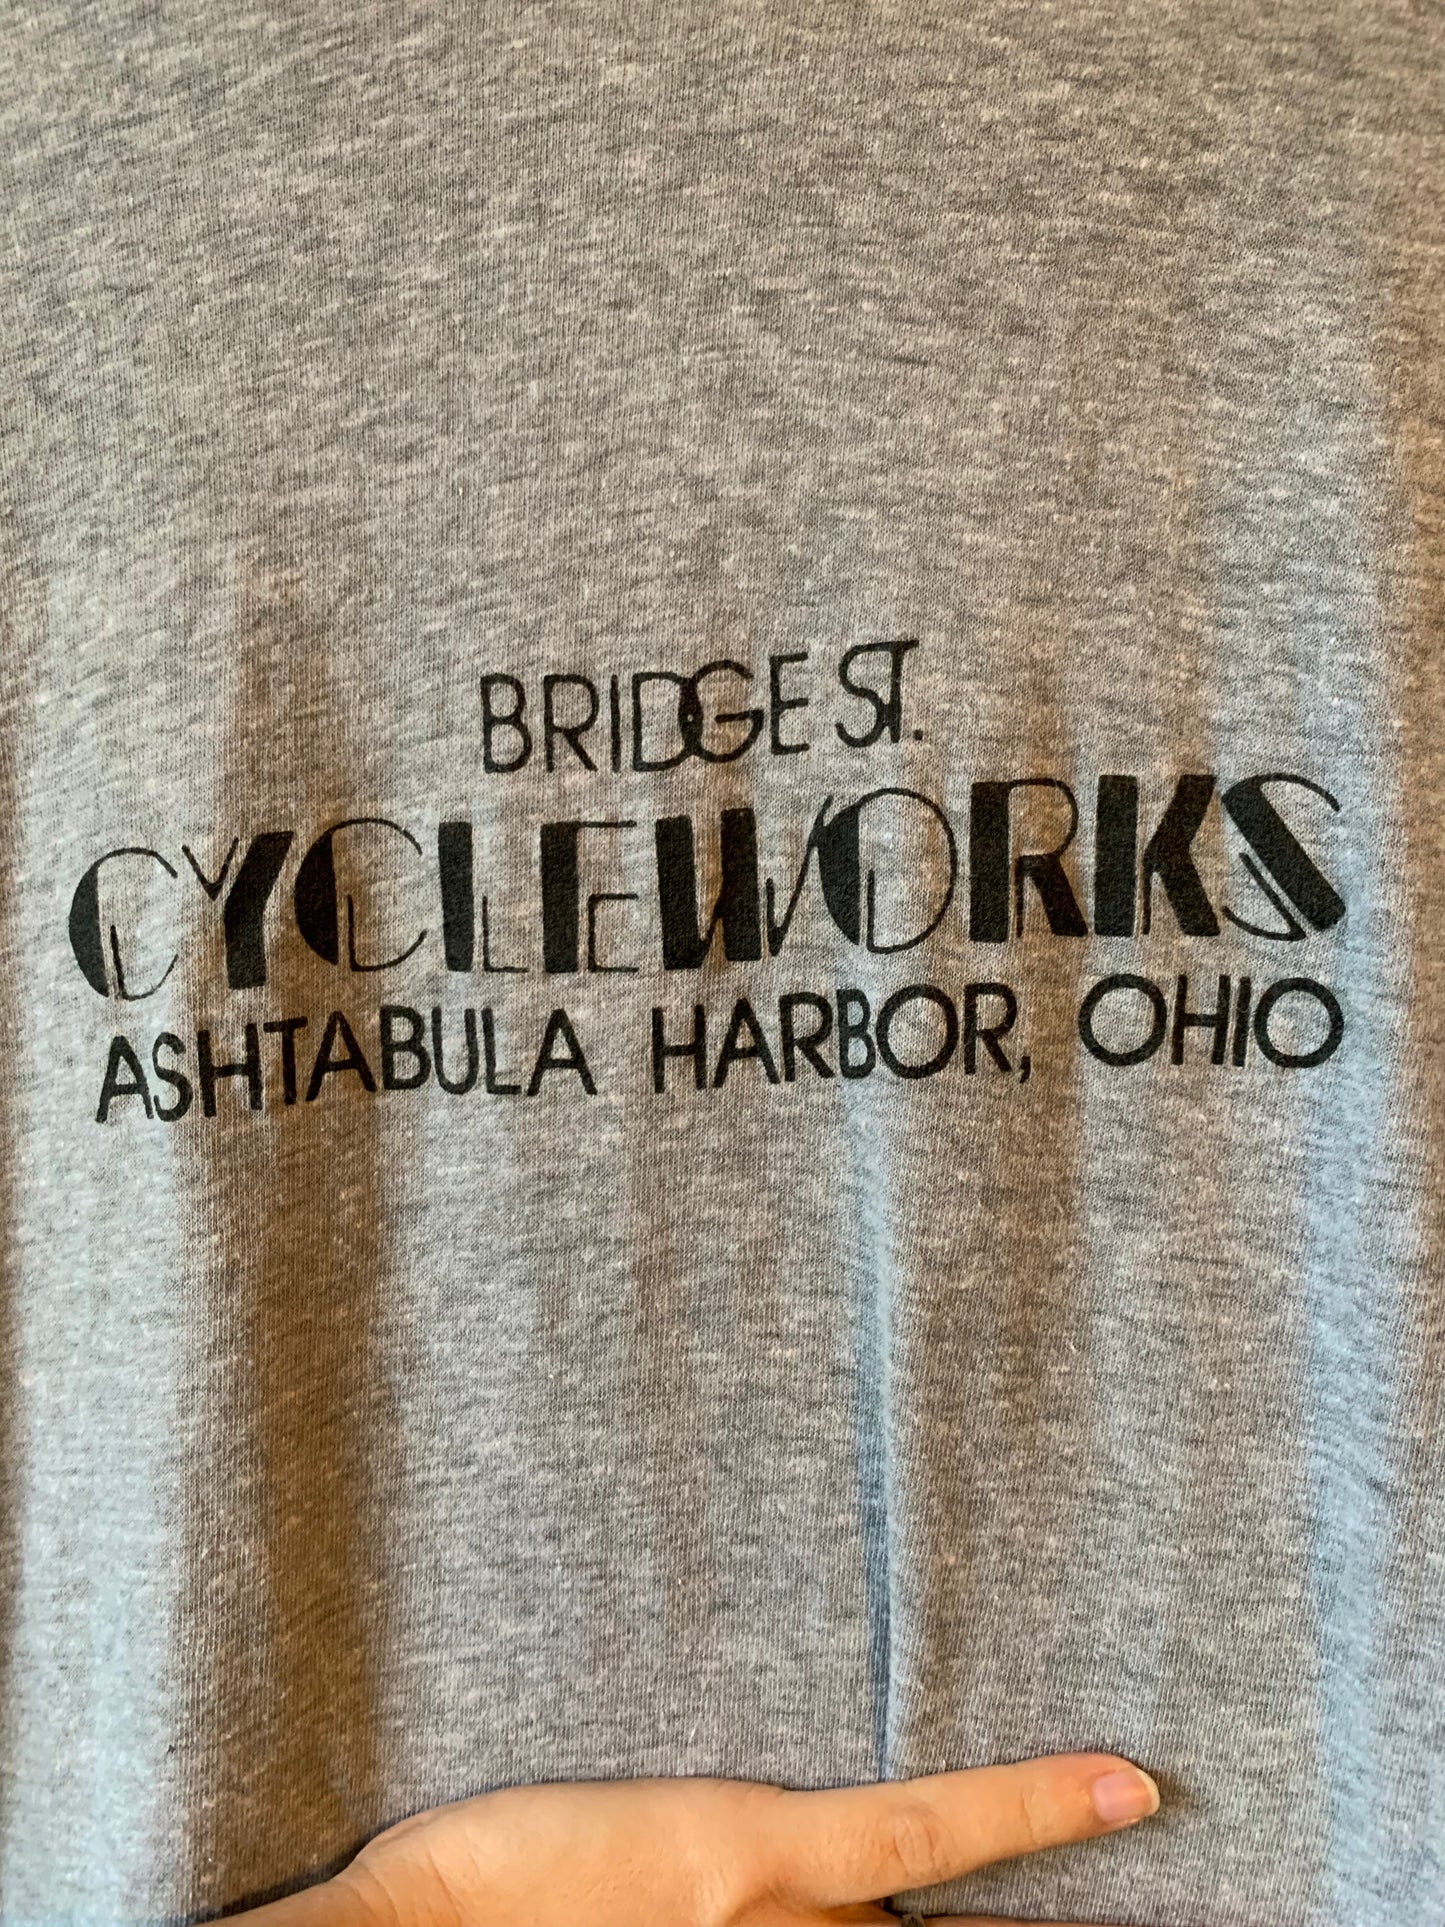 BRIDGE ST.
CYCLEWORKS
ASHTABULA HARBOR, OHIO